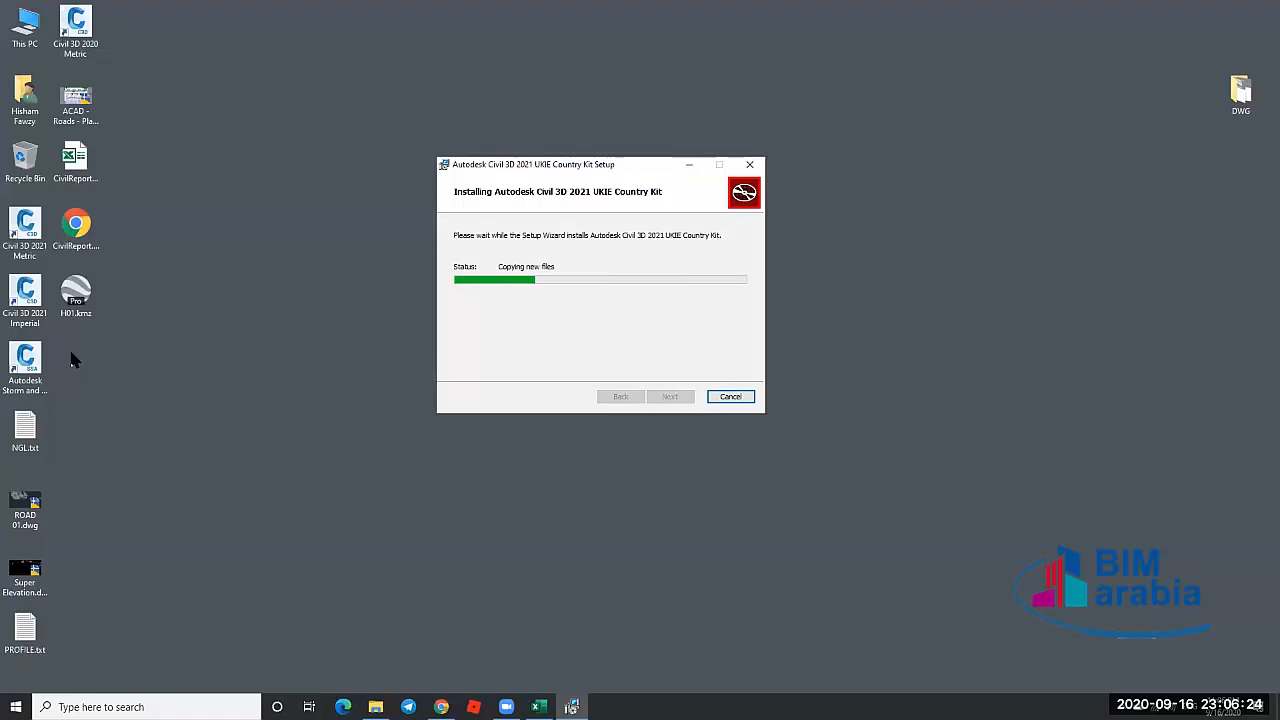 This PC
Civil 3D 2020
Metric
Hisham
Fawzy
ACAD -
Roads - Pla...
DWG
Recycle Bin
CivilReport....
Civil 3D 2021
Metric
CivilReport....
Civil 3D 2021
Imperial
Pro
H01.kmz
Autodesk
Storm and ...
NGL.txt
ROAD
01.dwg
Super
Elevation.d...
PROFILE.txt
Autodesk Civil 3D 2021 UKIE Country Kit Setup
Installing Autodesk Civil 3D 2021 UKIE Country Kit
Please wait while the Setup Wizard installs Autodesk Civil 3D 2021 UKIE Country Kit.
Status: Copying new files
Back Next Cancel
BIM
arabia
Type here to search
2020-09-16 23:06:24